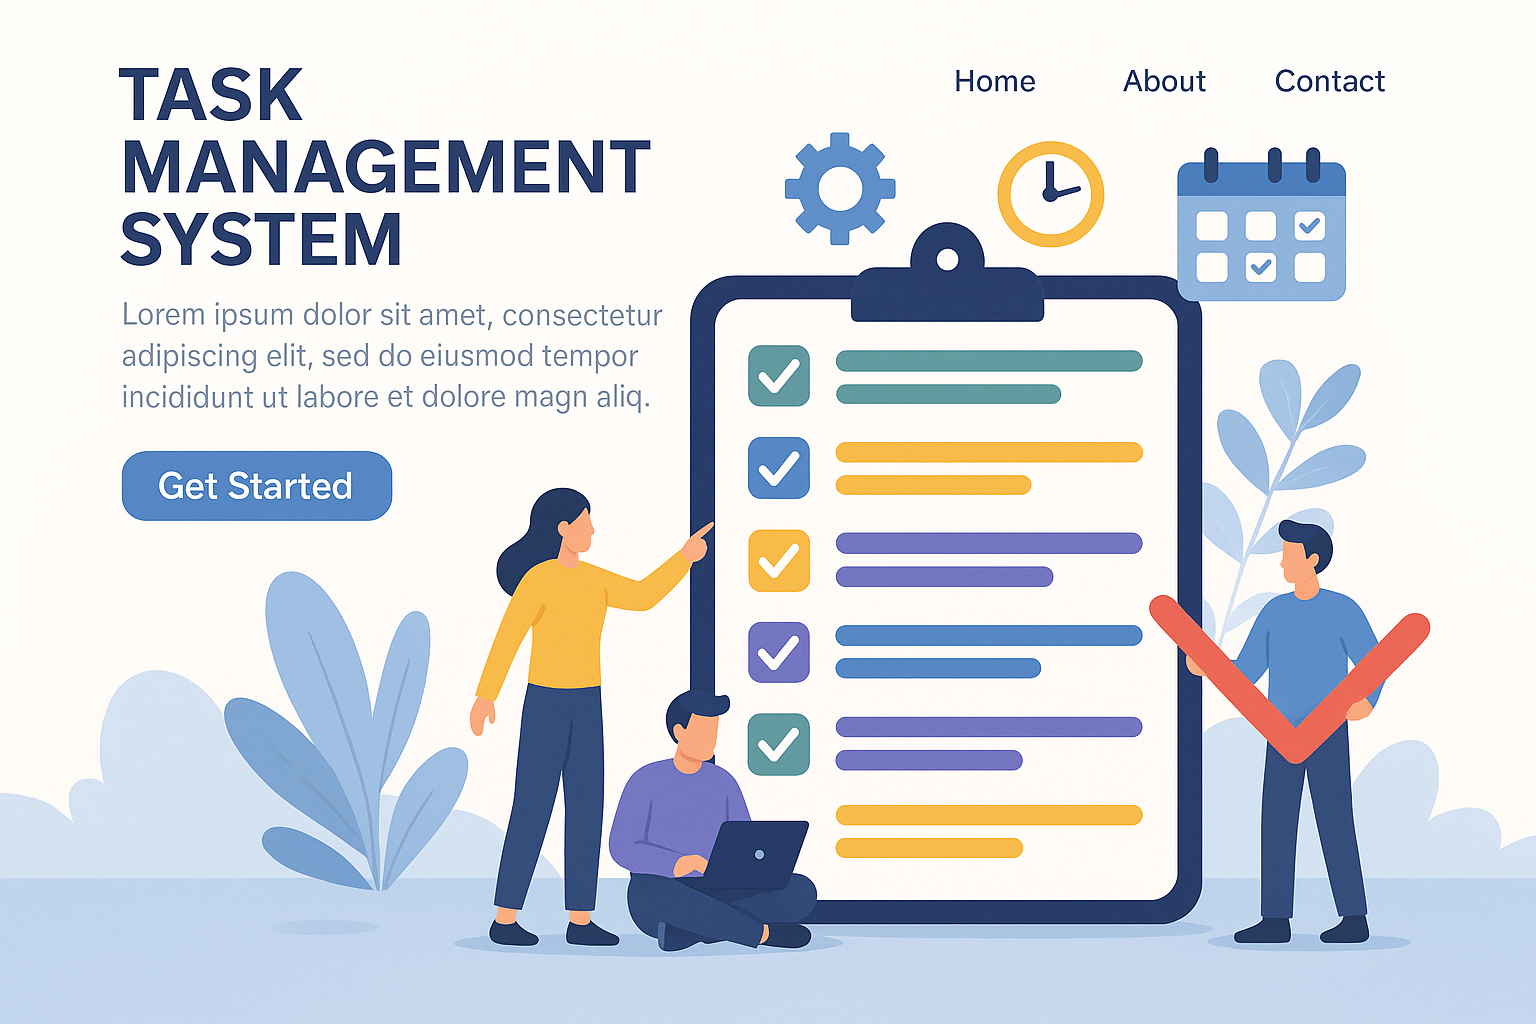 TASK
MANAGEMENT
SYSTEM
Home About Contact
Lorem ipsum dolor sit amet, consectetur
adipiscing elit, sed do eiusmod tempor
incididunt ut labore et dolore magn aliq.
Get Started